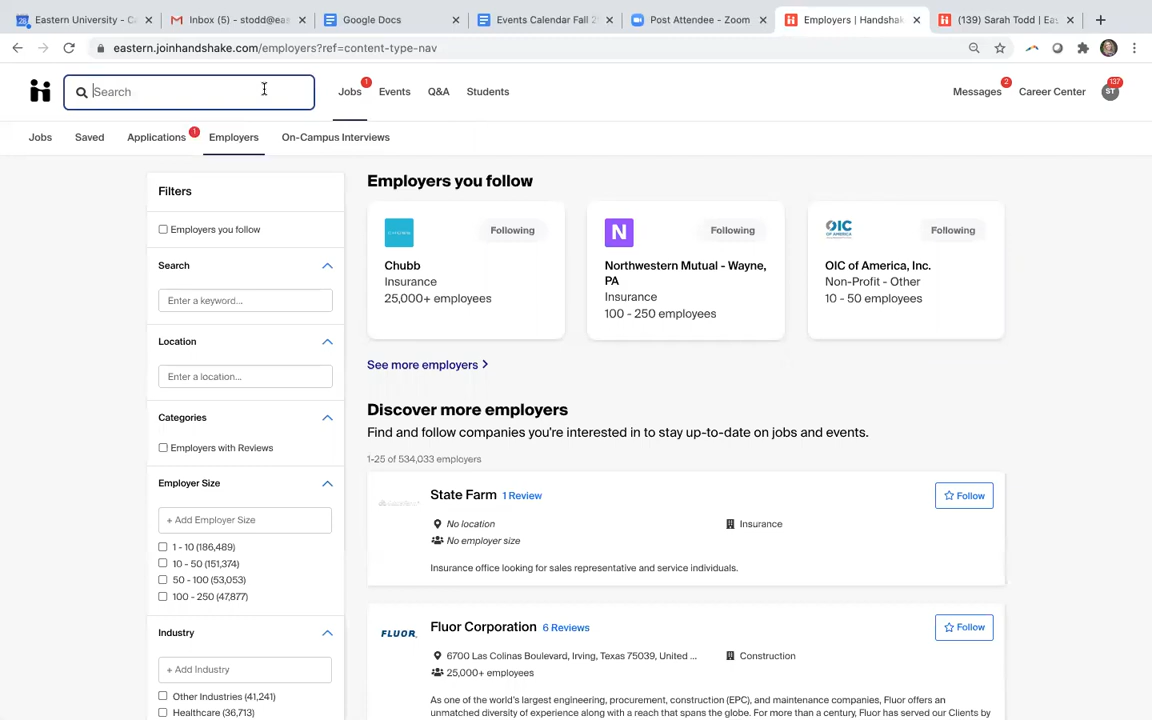 Eastern University - C
Inbox (5) - stodd@eas
Google Docs
Events Calendar Fall 2
Post Attendee - Zoom
Employers | Handshak
(139) Sarah Todd | Eas
eastern.joinhandshake.com/employers?ref=content-type-nav
Search
Jobs 1
Events
Q&A
Students
Messages 2
Career Center
ST 137
Jobs
Saved
Applications 1
Employers
On-Campus Interviews
Filters
Employers you follow
Search
Enter a keyword...
Location
Enter a location...
Categories
Employers with Reviews
Employer Size
+ Add Employer Size
1 - 10 (186,489)
10 - 50 (151,374)
50 - 100 (53,053)
100 - 250 (47,877)
Industry
+ Add Industry
Other Industries (41,241)
Healthcare (36,713)
Employers you follow
Following
Chubb
Insurance
25,000+ employees
N
Following
Northwestern Mutual - Wayne,
PA
Insurance
100 - 250 employees
OIC
OF AMERICA
Following
OIC of America, Inc.
Non-Profit - Other
10 - 50 employees
See more employers
Discover more employers
Find and follow companies you're interested in to stay up-to-date on jobs and events.
1-25 of 534,033 employers
State Farm 1 Review
Follow
No location
Insurance
No employer size
Insurance office looking for sales representative and service individuals.
FLUOR
Fluor Corporation 6 Reviews
Follow
6700 Las Colinas Boulevard, Irving, Texas 75039, United ...
Construction
25,000+ employees
As one of the world's largest engineering, procurement, construction (EPC), and maintenance companies, Fluor offers an
unmatched diversity of experience along with a reach that spans the globe. For more than a century, Fluor has served our Clients by